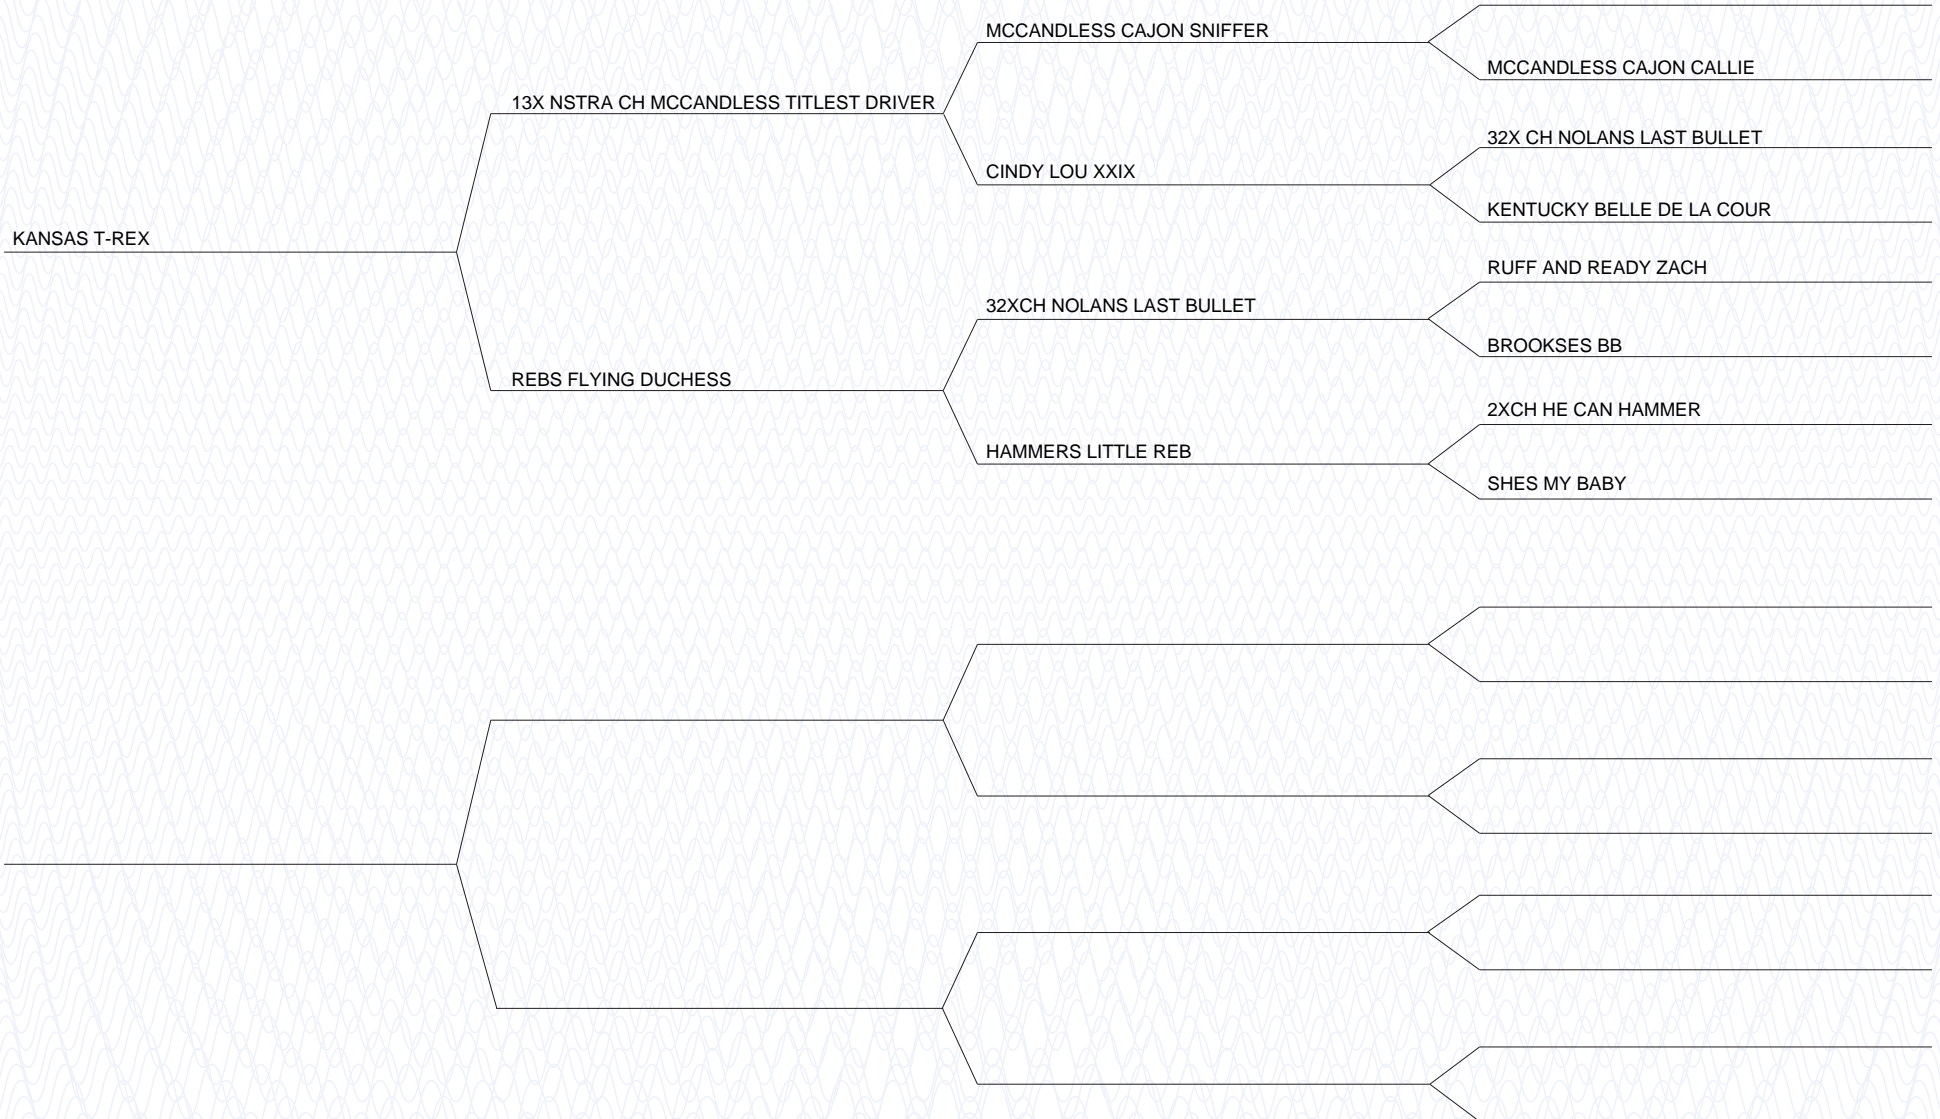 MCCANDLESS CAJON SNIFFER
MCCANDLESS CAJON CALLIE
13X NSTRA CH MCCANDLESS TITLEST DRIVER
32X CH NOLANS LAST BULLET
CINDY LOU XXIX
KENTUCKY BELLE DE LA COUR
KANSAS T-REX
RUFF AND READY ZACH
32XCH NOLANS LAST BULLET
BROOKSES BB
REBS FLYING DUCHESS
2XCH HE CAN HAMMER
HAMMERS LITTLE REB
SHES MY BABY